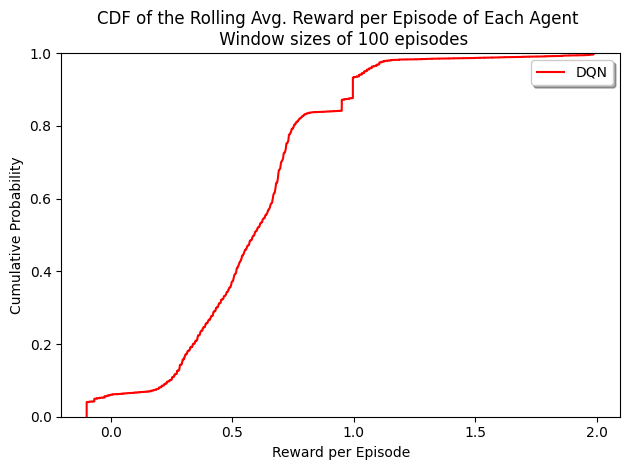 CDF of the Rolling Avg. Reward per Episode of Each Agent
Window sizes of 100 episodes
1.0
DQN
0.8
0.6
0.4
0.2
0.0
Cumulative Probability
0.0 0.5 1.0 1.5 2.0
Reward per Episode